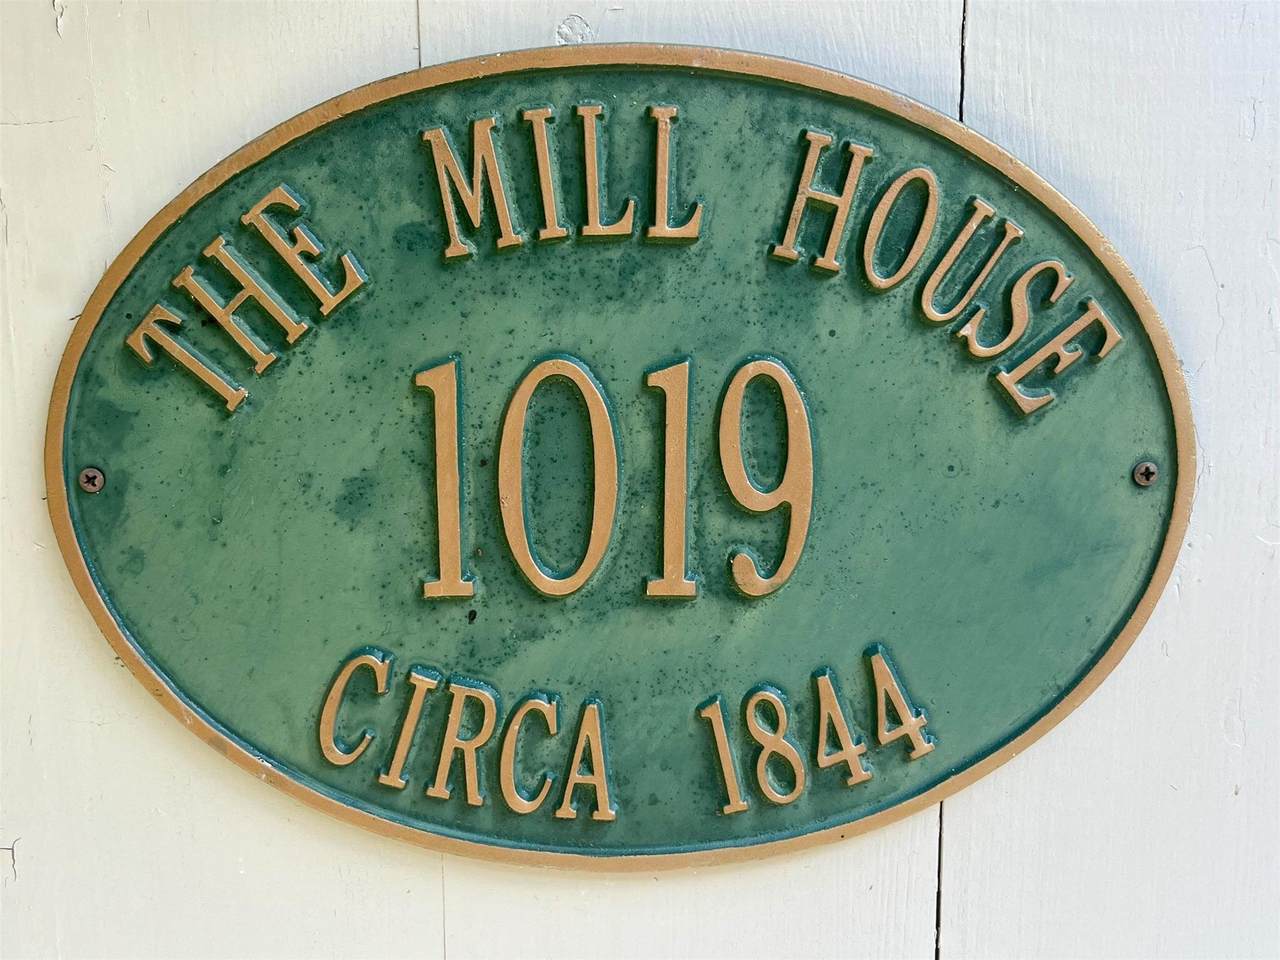 THE MILL HOUSE
1019
CIRCA 1844